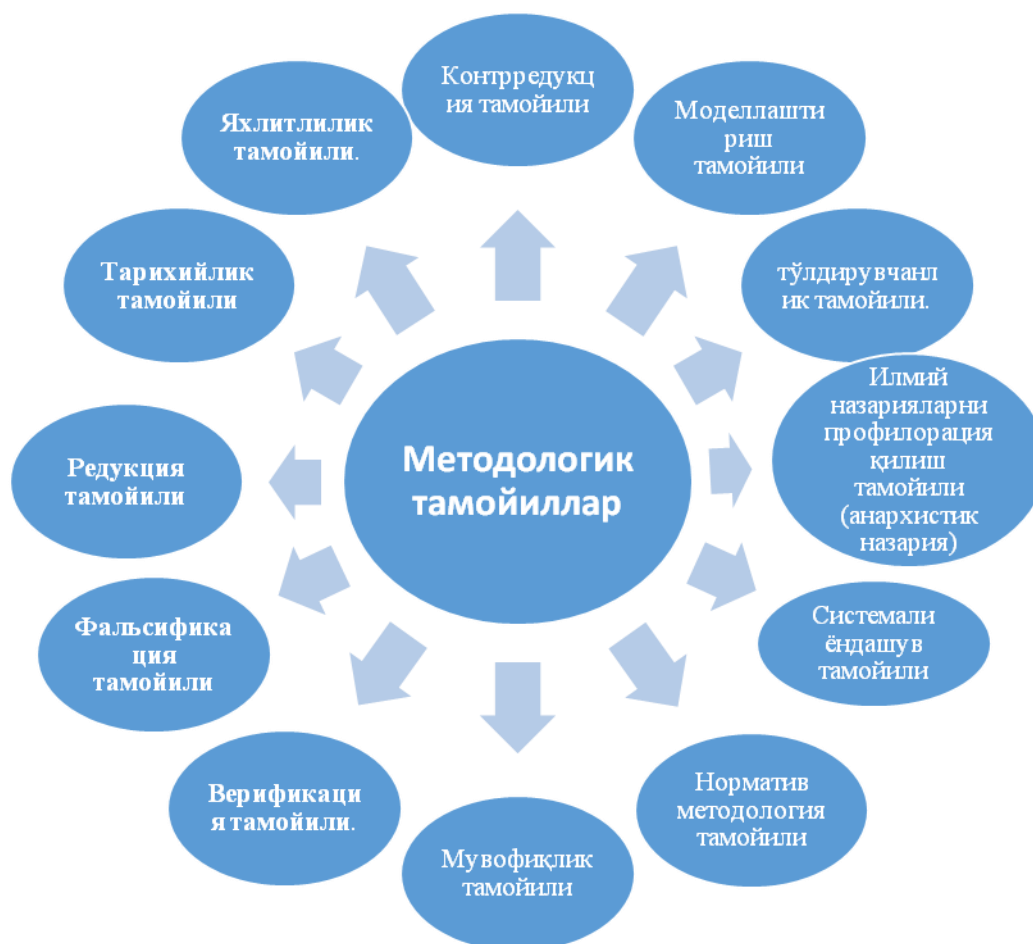 Контрредукц
ия тамойили
Моделлашти
риш
тамойили
тўлдирувчанл
ик тамойили.
Илмий
назарияларни
профилорация
қилиш
тамойили
(анархистик
назария)
Системали
ёндашув
тамойили
Норматив
методология
тамойили
Мувофиқлик
тамойили
Верификаци
я тамойили.
Фальсифика
ция
тамойили
Редукция
тамойили
Тарихийлик
тамойили
Яхлитлилик
тамойили.
Методологик
тамойиллар